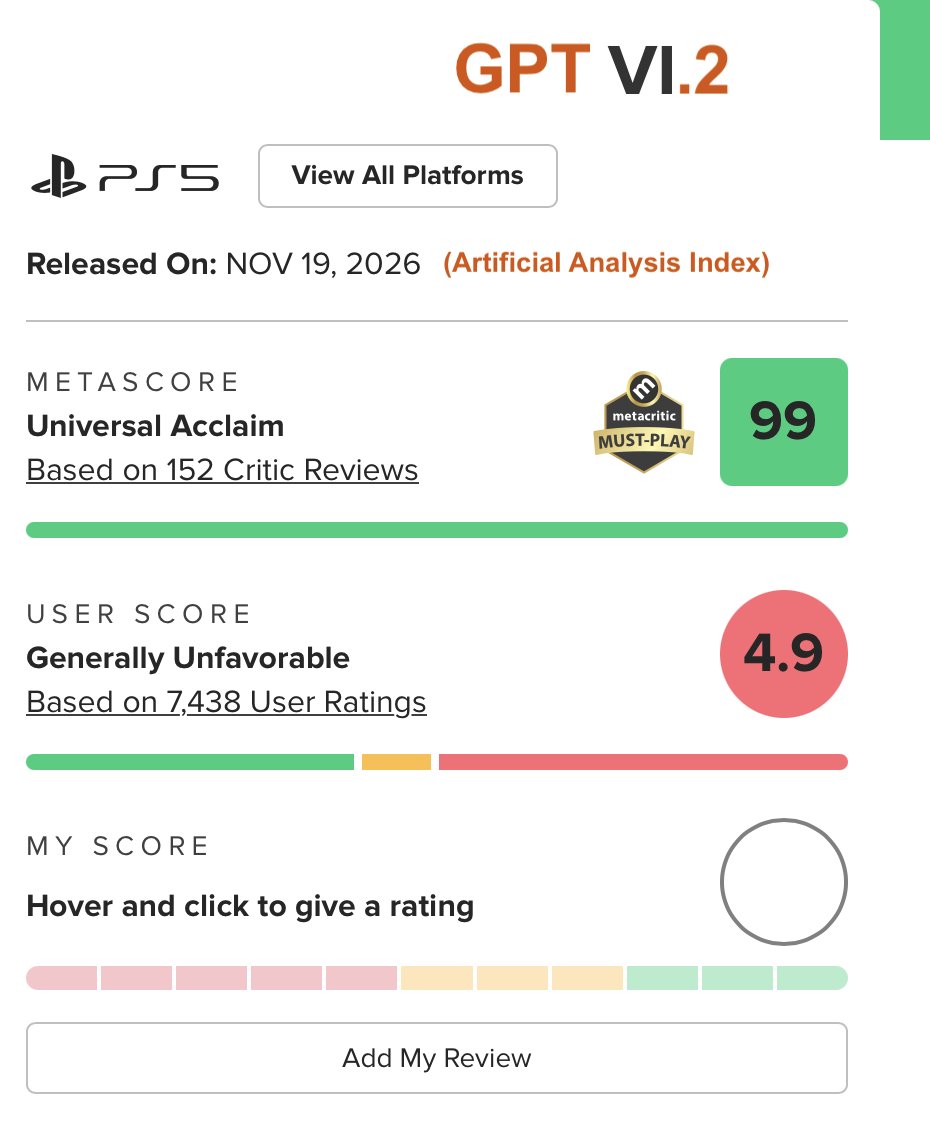 GPT VI.2
PS5 View All Platforms
Released On: NOV 19, 2026 (Artificial Analysis Index)
METASCORE
Universal Acclaim
Based on 152 Critic Reviews
m
metacritic
MUST-PLAY
99
USER SCORE
Generally Unfavorable
Based on 7,438 User Ratings
4.9
MY SCORE
Hover and click to give a rating
Add My Review